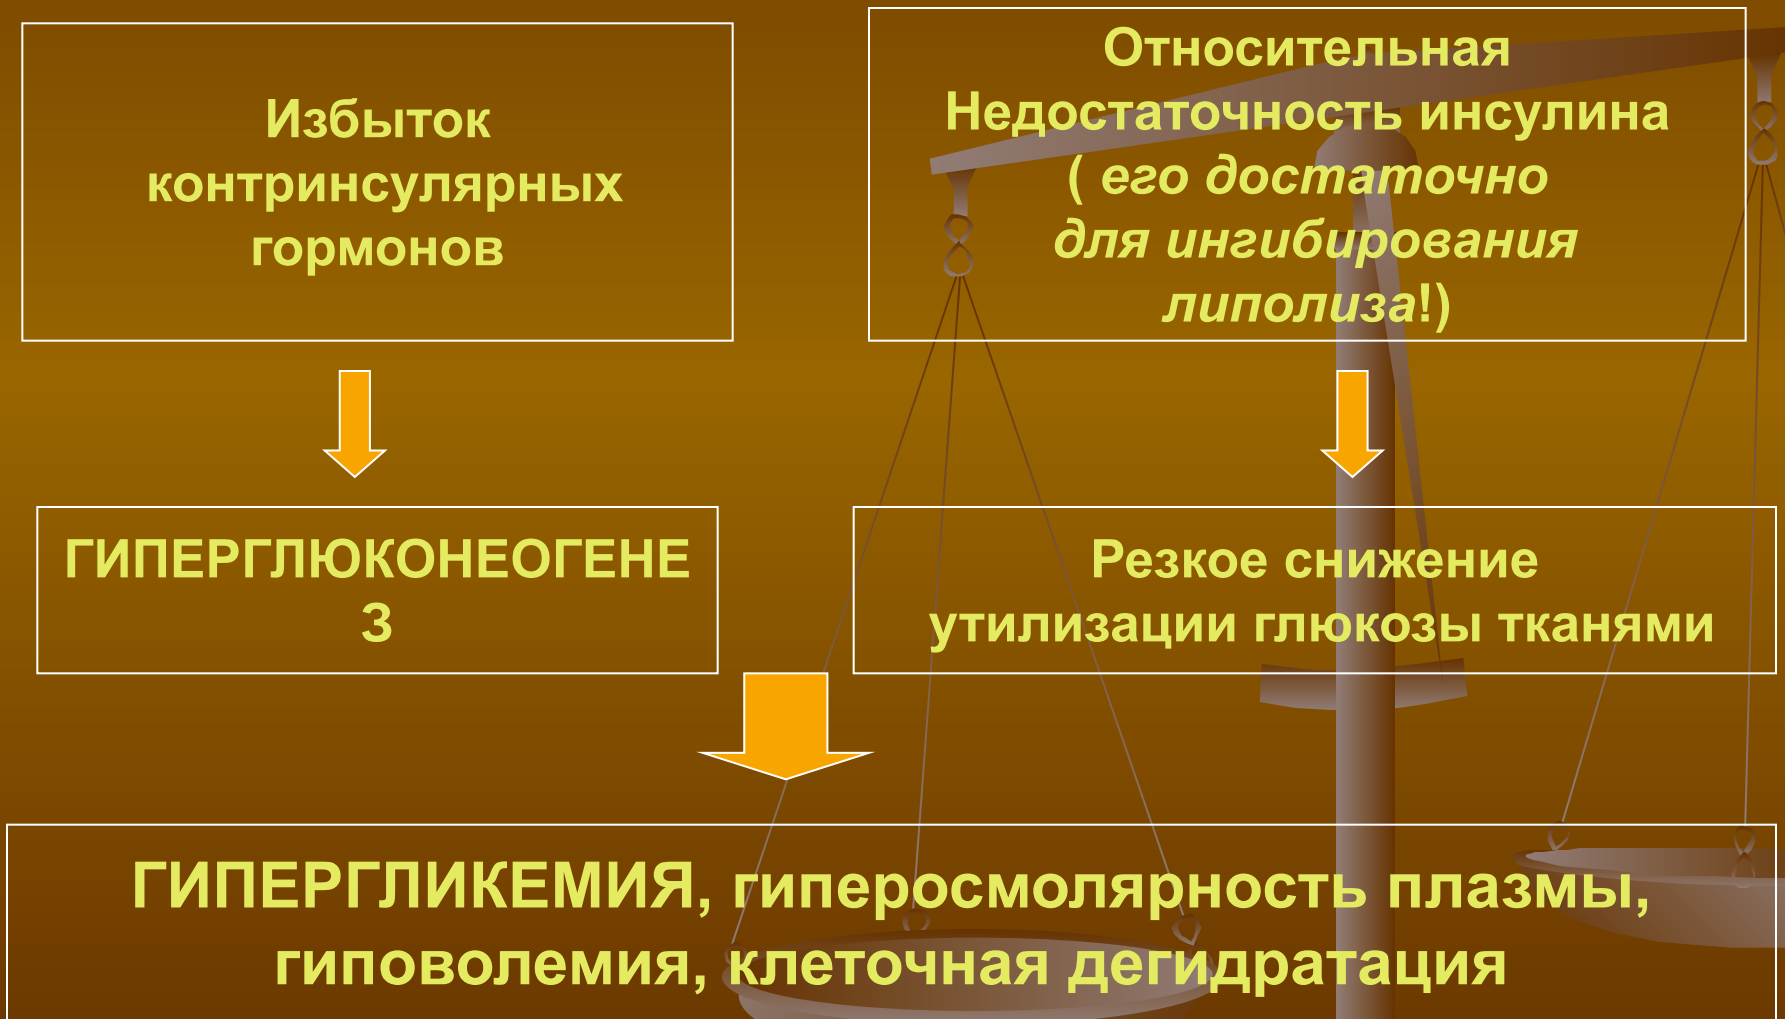 Избыток
контринсулярных
гормонов
Относительная
Недостаточность инсулина
( его достаточно
для ингибирования
липолиза!)
ГИПЕРГЛЮКОНЕОГЕНЕ
З
Резкое снижение
утилизации глюкозы тканями
ГИПЕРГЛИКЕМИЯ, гиперосмолярность плазмы,
гиповолемия, клеточная дегидратация